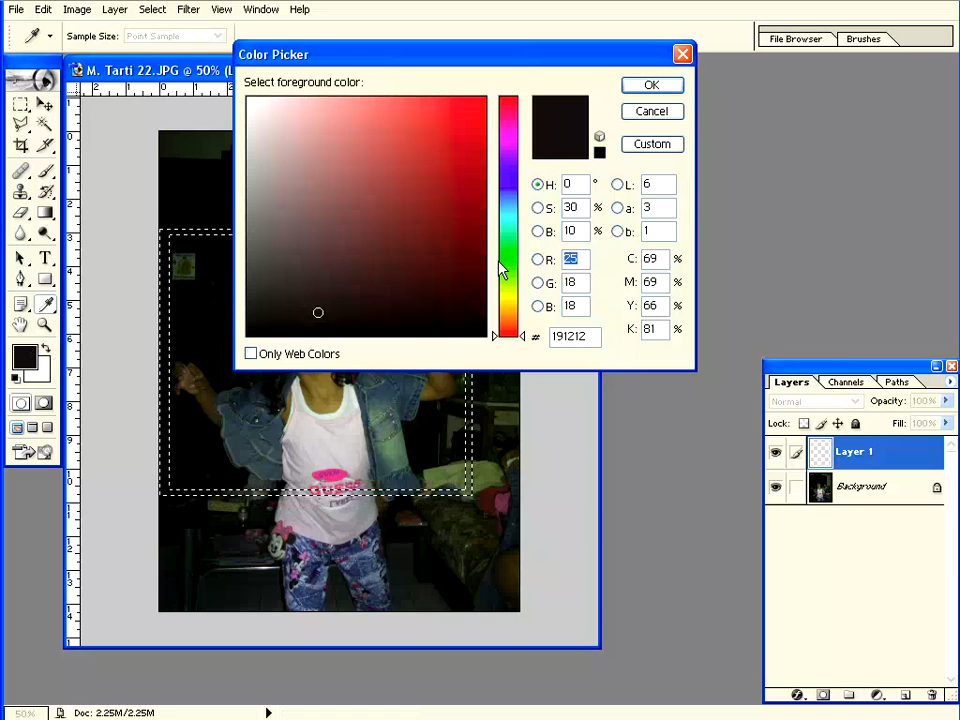 File Edit Image Layer Select Filter View Window Help
Sample Size: Point Sample
File Browser Brushes
M. Tarti 22.JPG @ 50% (L
Color Picker
Select foreground color:
OK
Cancel
Custom
H: 0 ° L: 6
S: 30 % a: 3
B: 10 % b: 1
R: 25 C: 69 %
G: 18 M: 69 %
B: 18 Y: 66 %
# 191212 K: 81 %
Only Web Colors
Layers Channels Paths
Normal Opacity: 100%
Lock: Fill: 100%
Layer 1
Background
50% Doc: 2.25M/2.25M